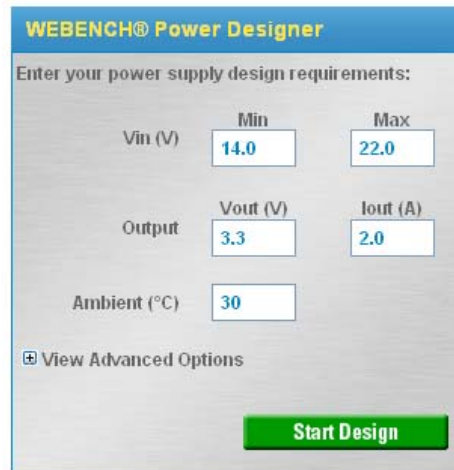 WEBENCH® Power Designer
Enter your power supply design requirements:
Min Max
Vin (V) 14.0 22.0
Vout (V) Iout (A)
Output 3.3 2.0
Ambient (°C) 30
View Advanced Options
Start Design